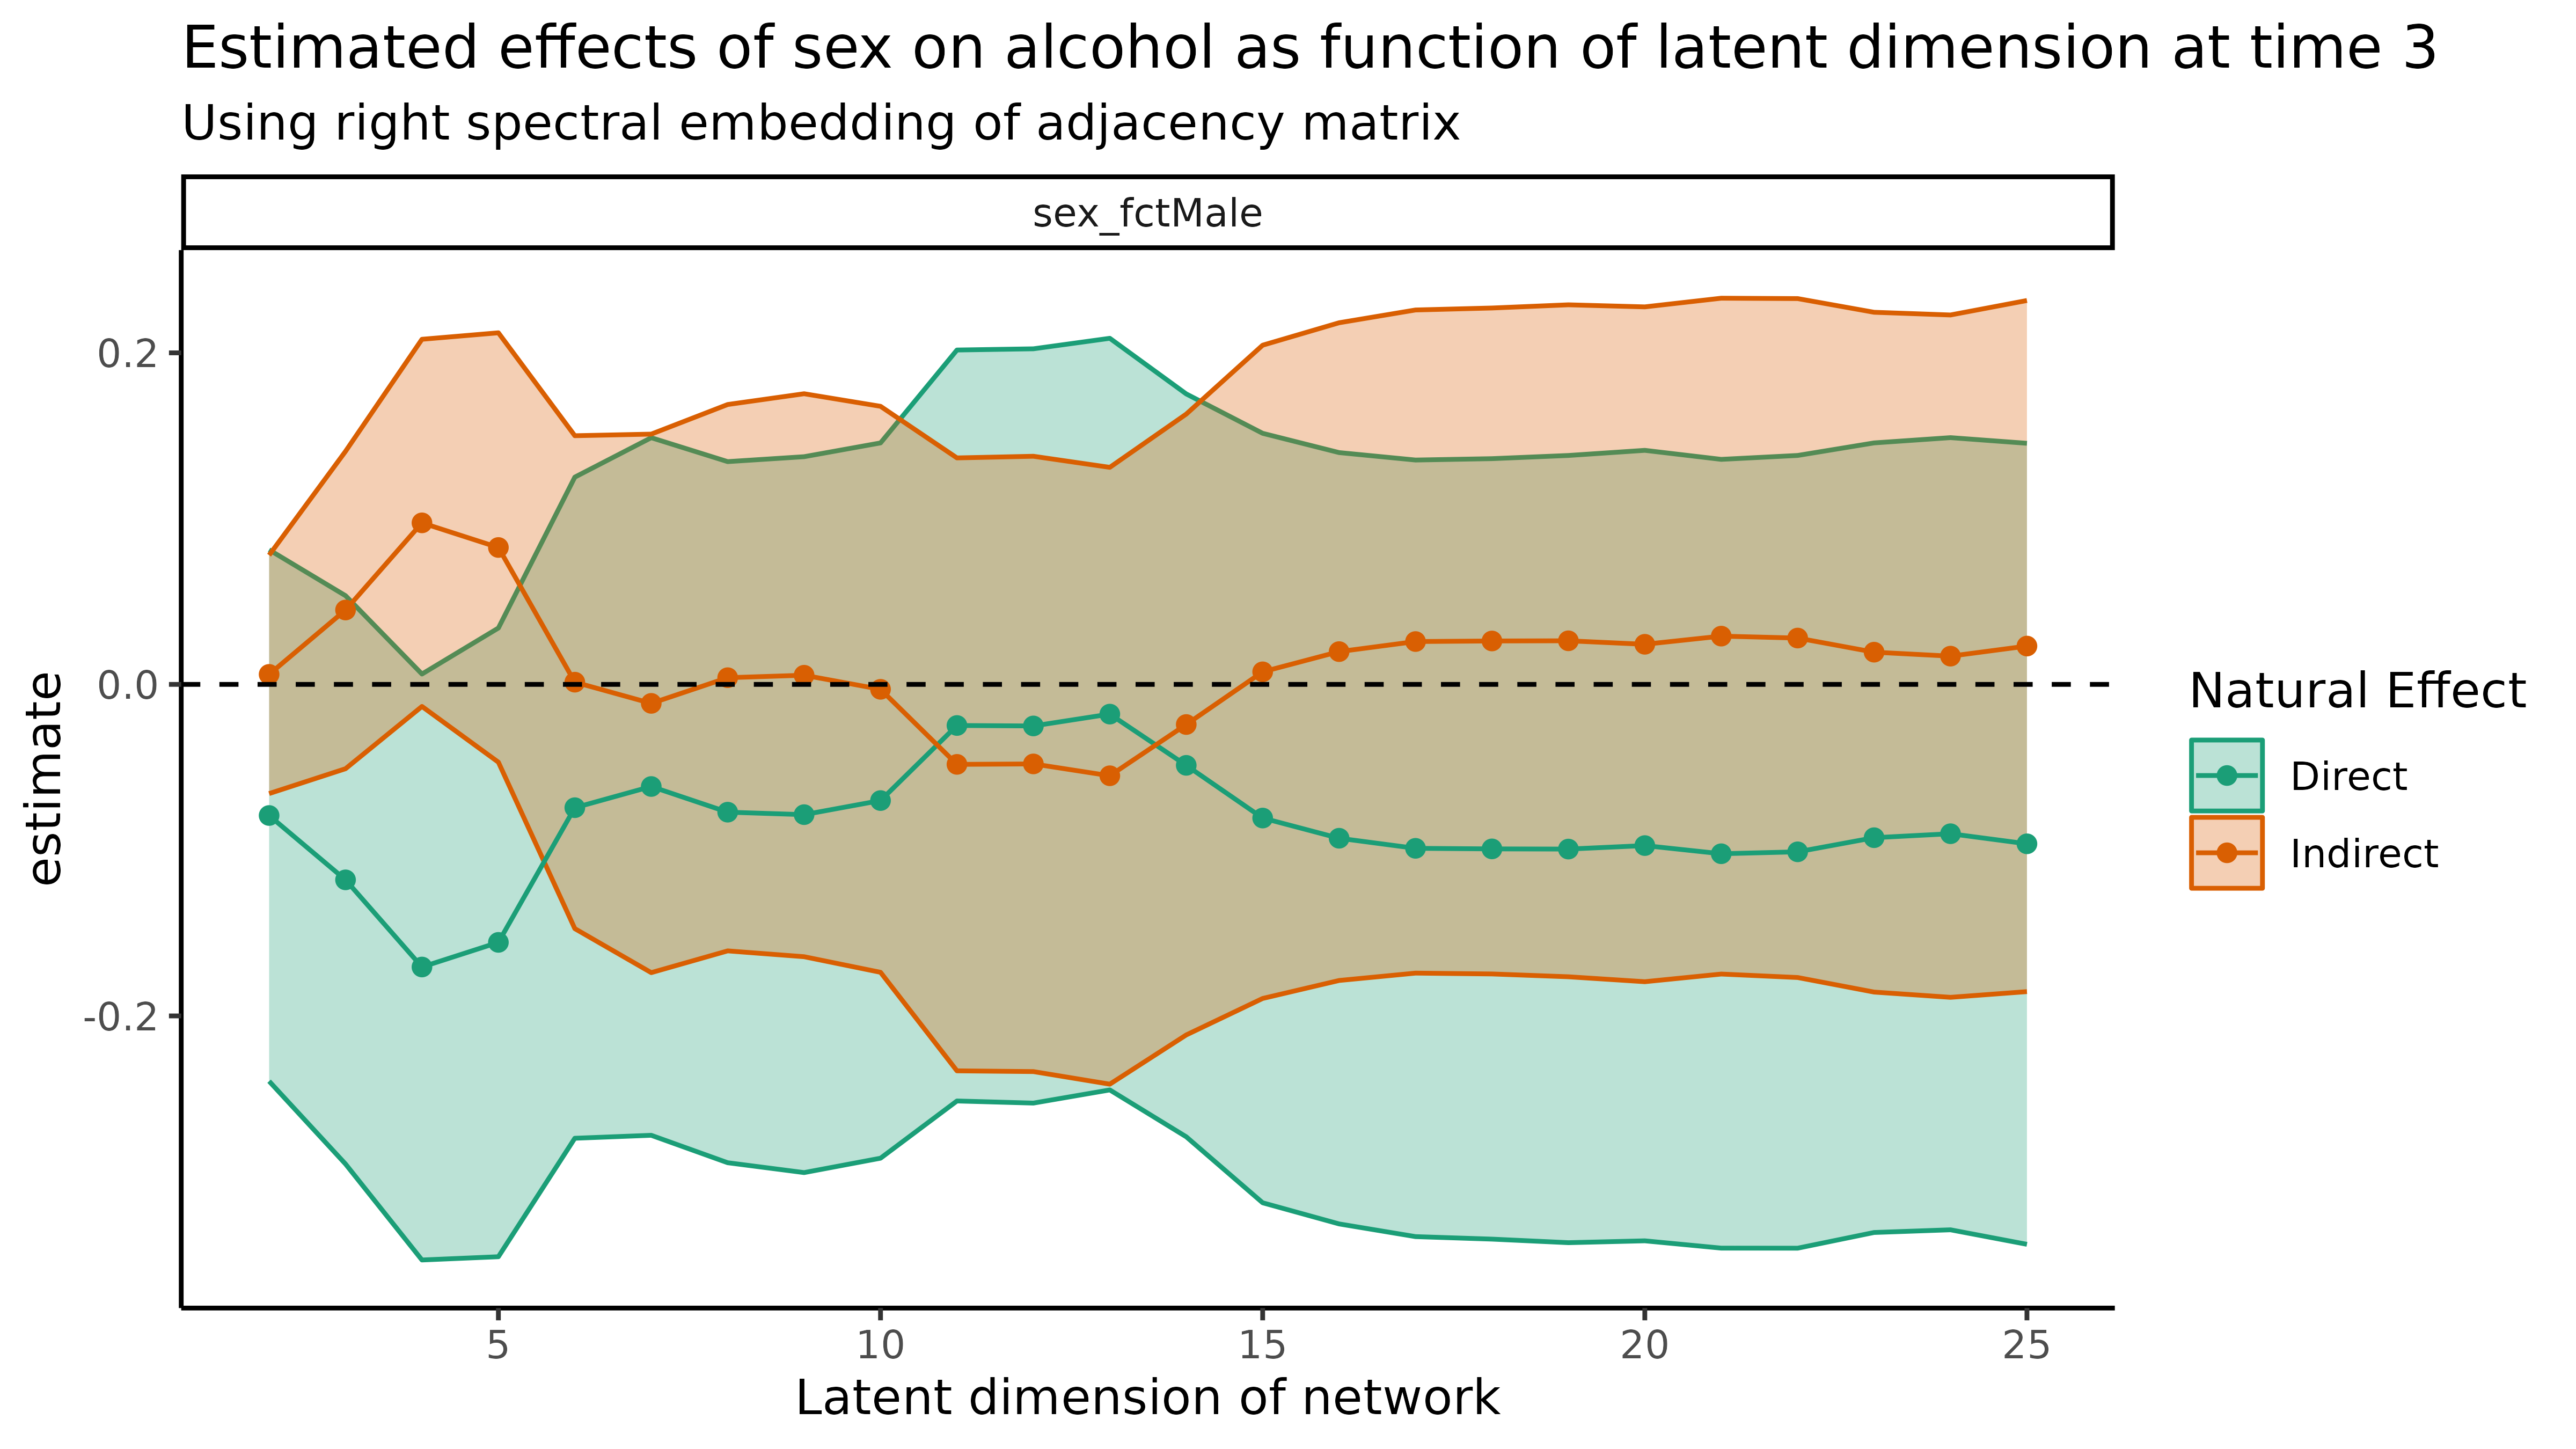 Estimated effects of sex on alcohol as function of latent dimension at time 3
Using right spectral embedding of adjacency matrix
sex_fctMale
estimate
0.2
0.0
-0.2
5
10
15
20
25
Latent dimension of network
Natural Effect
Direct
Indirect